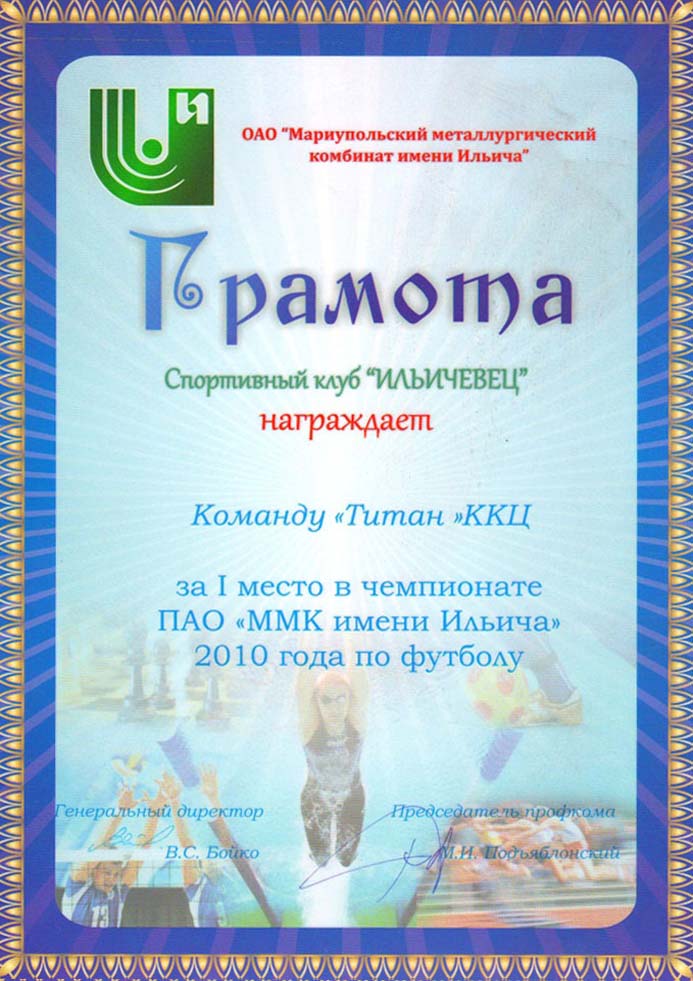 И
ОАО "Мариупольский металлургический
комбинат имени Ильича"
Грамота
Спортивный клуб "ИЛЬИЧЕВЕЦ"
награждает
Команду «Титан »ККЦ
за I место в чемпионате
ПАО «ММК имени Ильича»
2010 года по футболу
Генеральный директор
В.С. Бойко
Председатель профкома
М.И. Подъяблонский
13